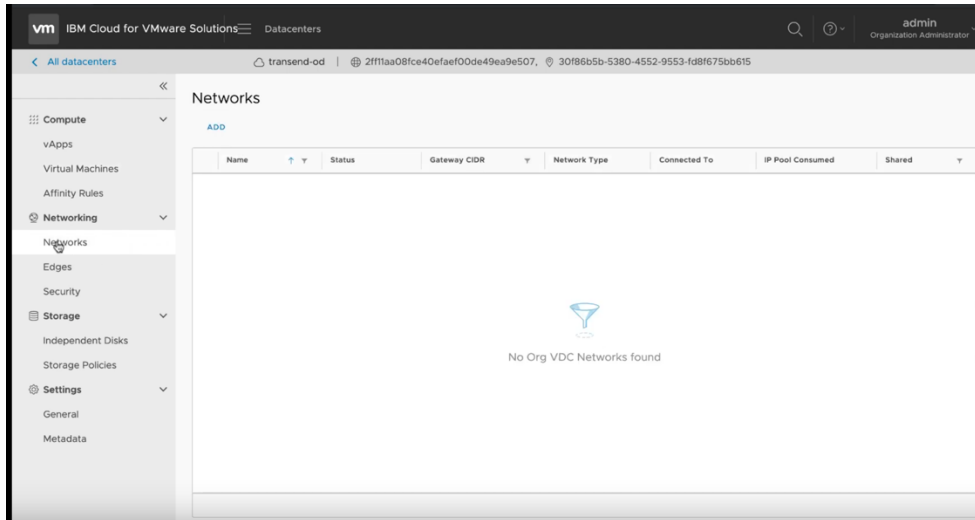 vm IBM Cloud for VMware Solutions Datacenters admin
Organization Administrator
All datacenters transend-od 2ff11aa08fce40efaef00de49ea9e507, 30f86b5b-5380-4552-9553-fd8f675bb615
Networks
ADD
Name Status Gateway CIDR Network Type Connected To IP Pool Consumed Shared
No Org VDC Networks found
Compute
vApps
Virtual Machines
Affinity Rules
Networking
Networks
Edges
Security
Storage
Independent Disks
Storage Policies
Settings
General
Metadata